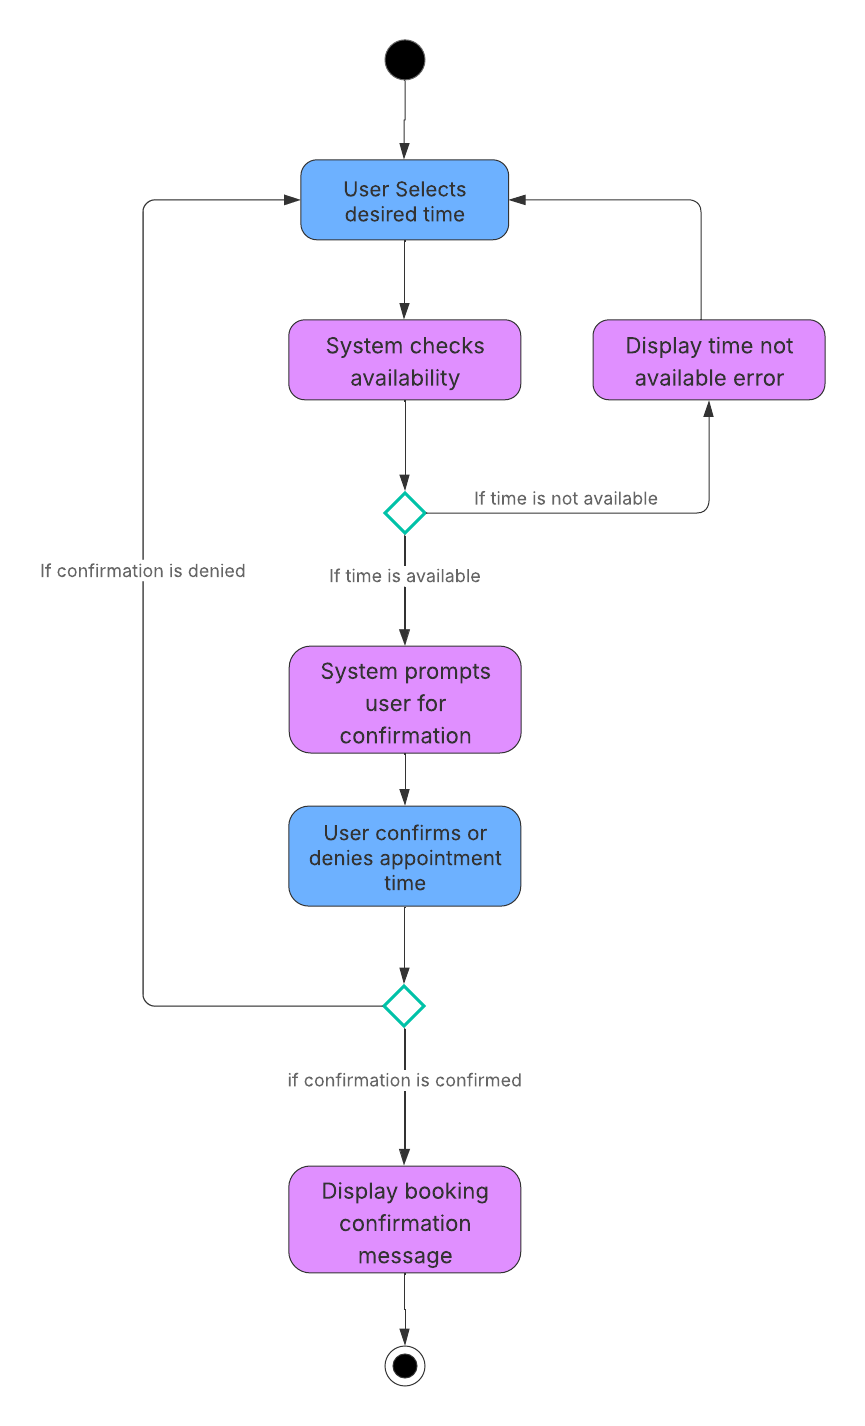 User Selects
desired time
System checks
availability
Display time not
available error
If time is not available
If confirmation is denied
If time is available
System prompts
user for
confirmation
User confirms or
denies appointment
time
if confirmation is confirmed
Display booking
confirmation
message